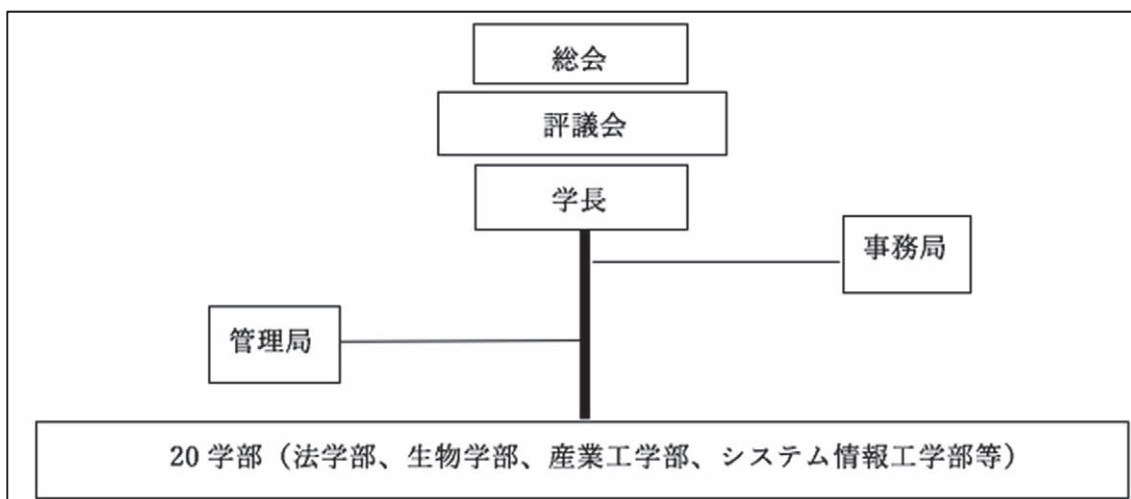 総会
評議会
学長
事務局
管理局
20 学部（法学部、生物学部、産業工学部、システム情報工学部等）